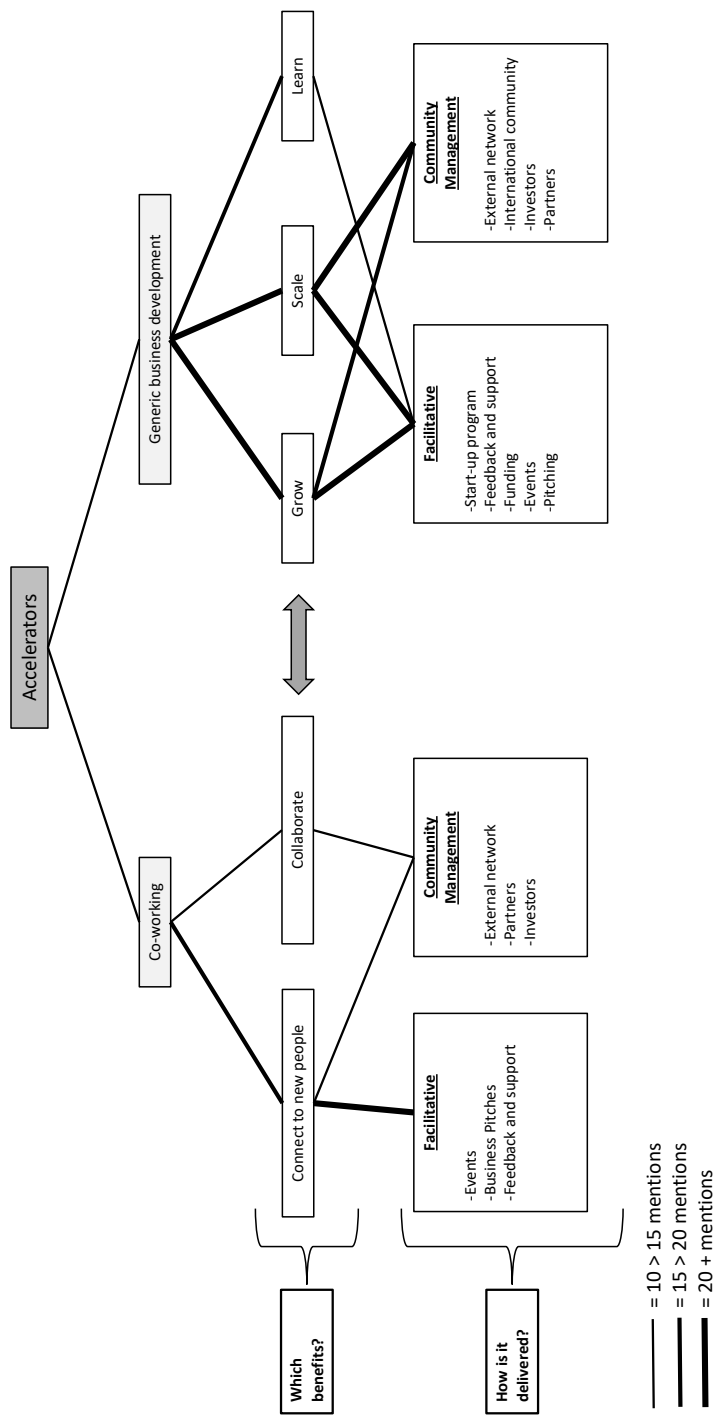 Accelerators
Co-working
Generic business development
Which
benefits?
Connect to new people
Collaborate
Grow
Scale
Learn
How is it
delivered?
Facilitative
-Events
-Business Pitches
-Feedback and support
Community
Management
-External network
-Partners
-Investors
Facilitative
-Start-up program
-Feedback and support
-Funding
-Events
-Pitching
Community
Management
-External network
-International community
-Investors
-Partners
= 10 > 15 mentions
= 15 > 20 mentions
= 20 + mentions